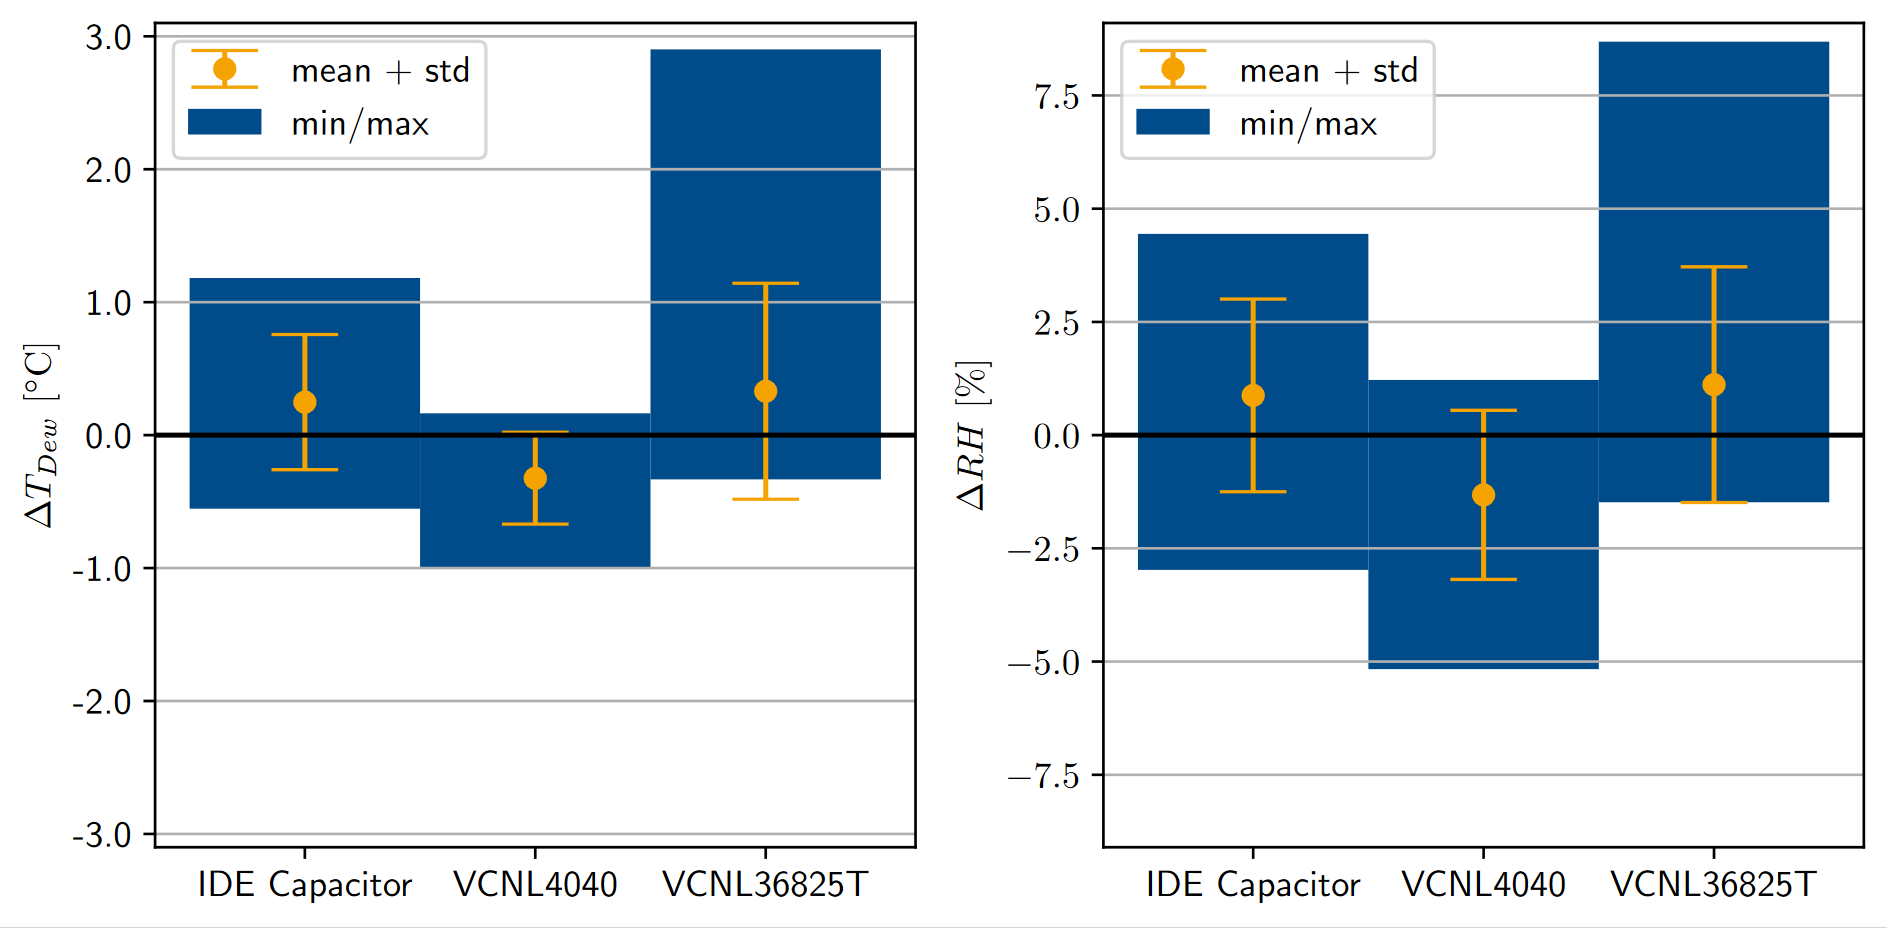 3.0
2.0
1.0
0.0
-1.0
-2.0
-3.0
ΔT_Dew [°C]
mean + std
min/max
IDE Capacitor VCNL4040 VCNL36825T
7.5
5.0
2.5
0.0
−2.5
−5.0
−7.5
ΔRH [%]
mean + std
min/max
IDE Capacitor VCNL4040 VCNL36825T